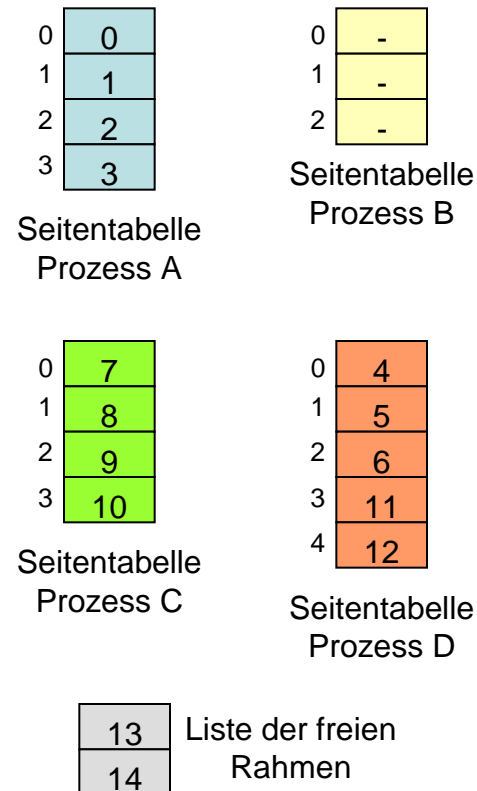 0 0
1 1
2 2
3 3
Seitentabelle
Prozess A
0 -
1 -
2 -
Seitentabelle
Prozess B
0 7
1 8
2 9
3 10
Seitentabelle
Prozess C
0 4
1 5
2 6
3 11
4 12
Seitentabelle
Prozess D
13
14
Liste der freien
Rahmen